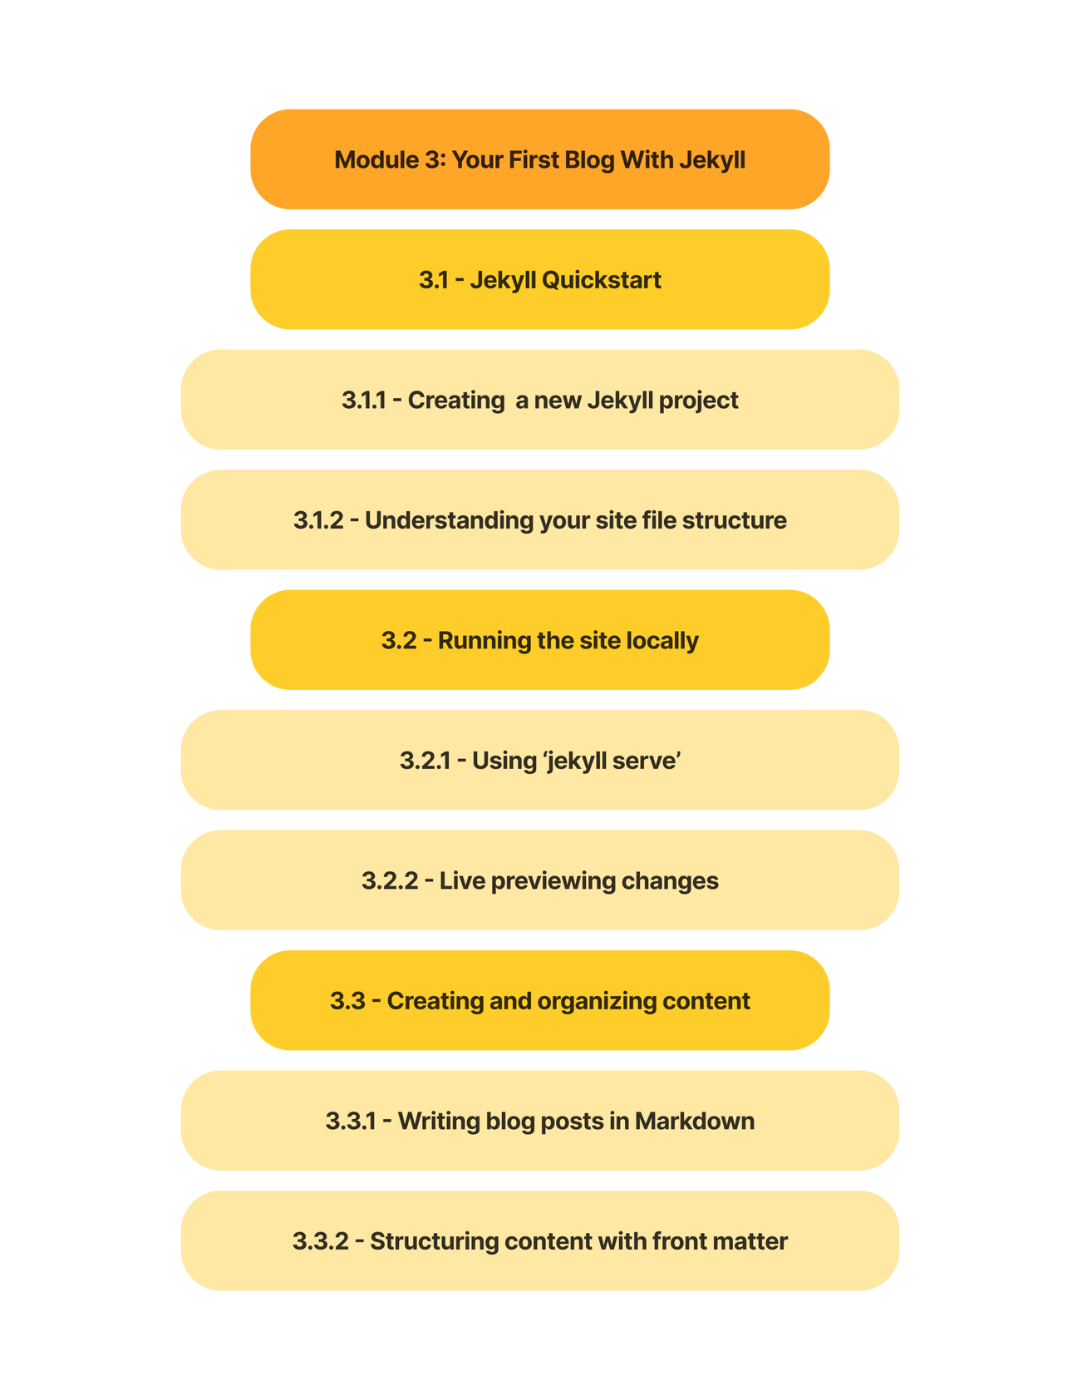 Module 3: Your First Blog With Jekyll
3.1 - Jekyll Quickstart
3.1.1 - Creating  a new Jekyll project
3.1.2 - Understanding your site file structure
3.2 - Running the site locally
3.2.1 - Using ‘jekyll serve’
3.2.2 - Live previewing changes
3.3 - Creating and organizing content
3.3.1 - Writing blog posts in Markdown
3.3.2 - Structuring content with front matter